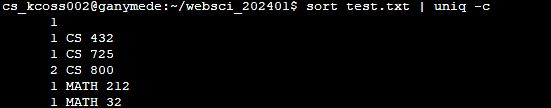 cs_kcoss002@ganymede:~/websci_202401$ sort test.txt | uniq -c
1
1 CS 432
1 CS 725
2 CS 800
1 MATH 212
1 MATH 32